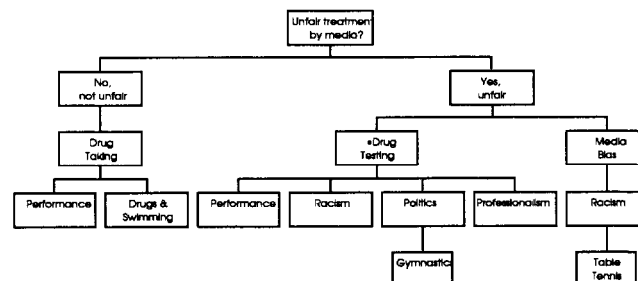 Unfair treatment
by media?
No,
not unfair
Yes,
unfair
Drug
Taking
*Drug
Testing
Media
Bias
Performance
Drugs &
Swimming
Performance
Racism
Politics
Professionalism
Racism
Gymnastic
Table
Tennis